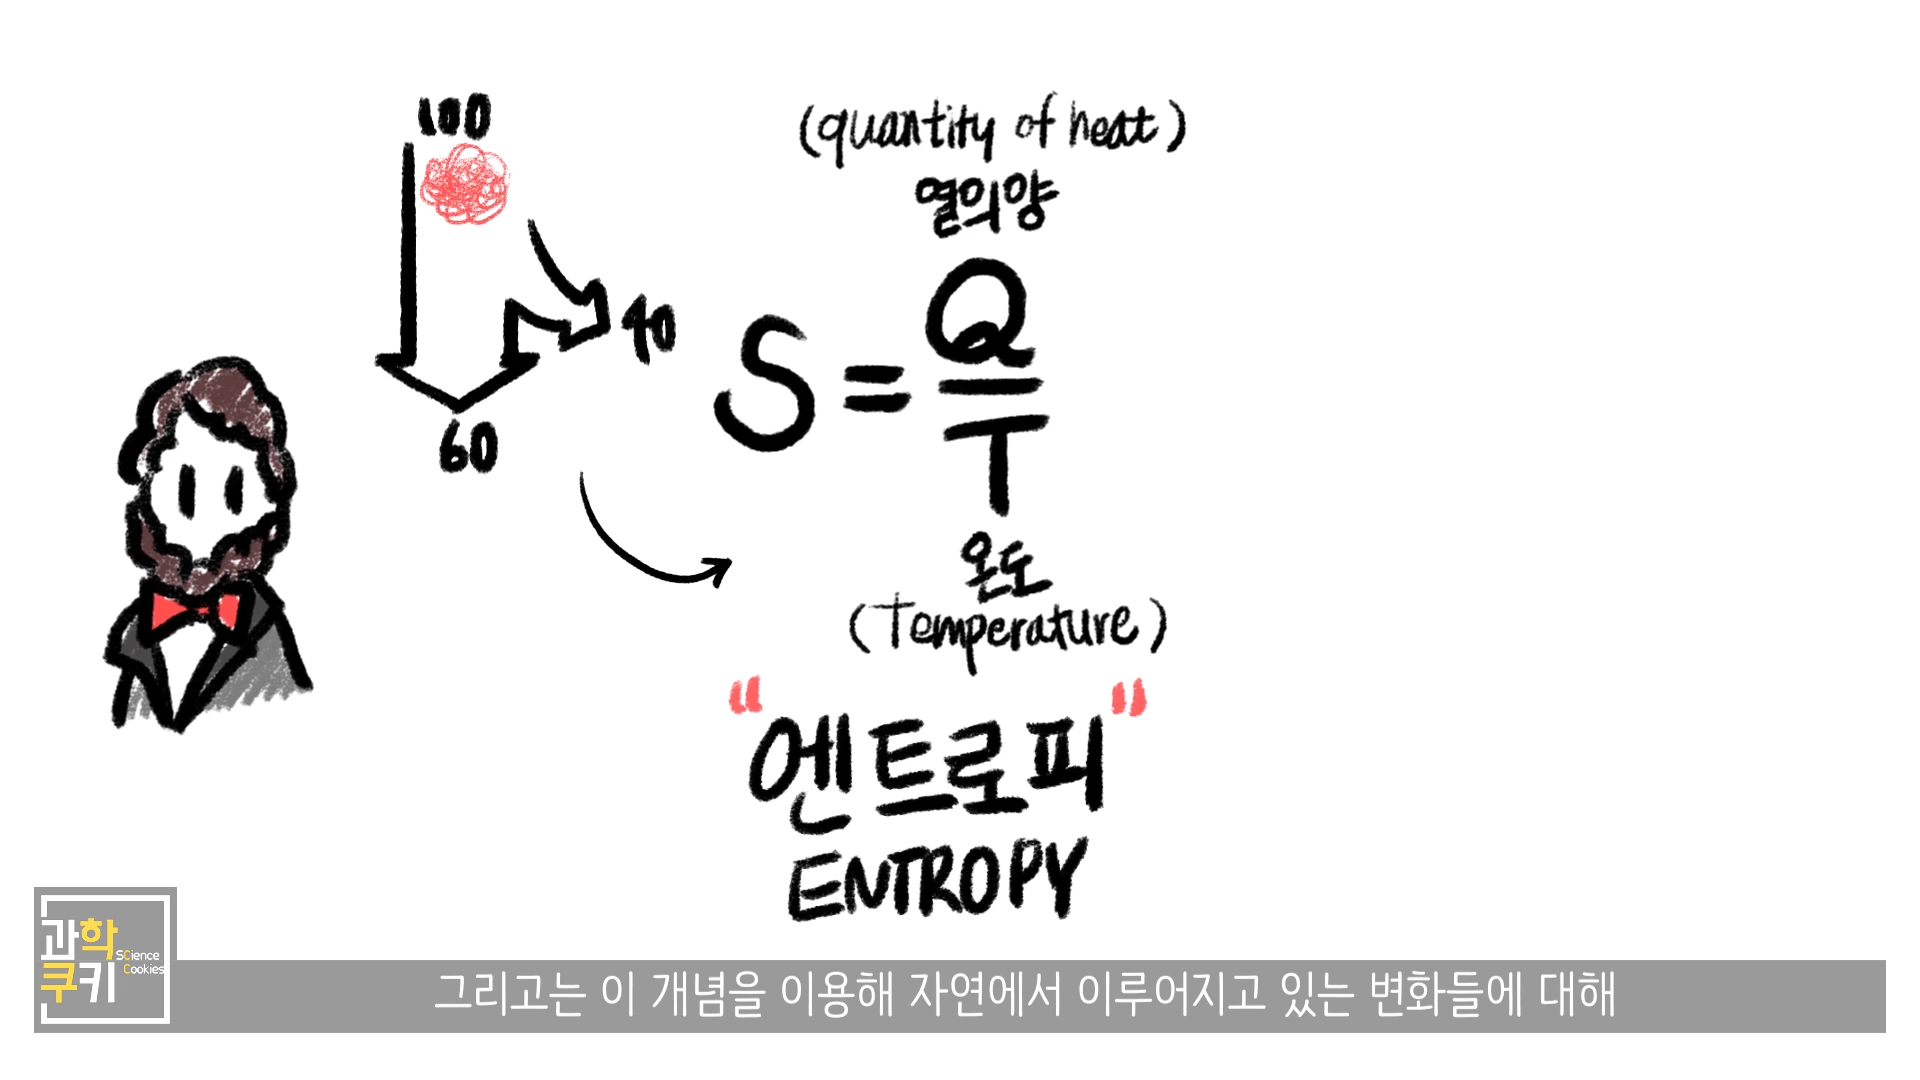 100
40
60
(quantity of heat)
열의양
S = Q/T
온도
(Temperature)
"엔트로피"
ENTROPY
과학 Science
쿠키 Cookies
그리고는 이 개념을 이용해 자연에서 이루어지고 있는 변화들에 대해